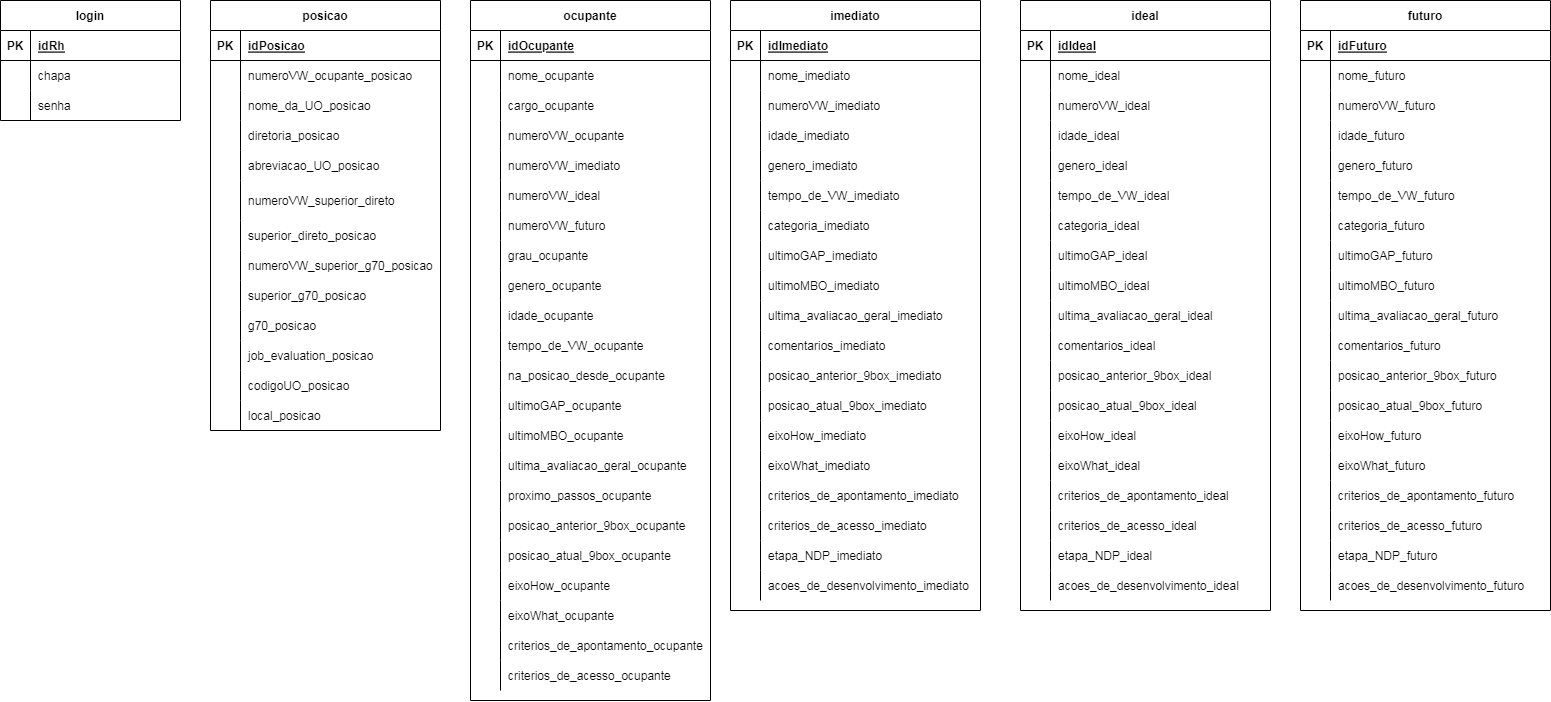 login
PK idRh
chapa
senha
posicao
PK idPosicao
numeroVW_ocupante_posicao
nome_da_UO_posicao
diretoria_posicao
abreviacao_UO_posicao
numeroVW_superior_direto
superior_direto_posicao
numeroVW_superior_g70_posicao
superior_g70_posicao
g70_posicao
job_evaluation_posicao
codigoUO_posicao
local_posicao
ocupante
PK idOcupante
nome_ocupante
cargo_ocupante
numeroVW_ocupante
numeroVW_imediato
numeroVW_ideal
numeroVW_futuro
grau_ocupante
genero_ocupante
idade_ocupante
tempo_de_VW_ocupante
na_posicao_desde_ocupante
ultimoGAP_ocupante
ultimoMBO_ocupante
ultima_avaliacao_geral_ocupante
proximo_passos_ocupante
posicao_anterior_9box_ocupante
posicao_atual_9box_ocupante
eixoHow_ocupante
eixoWhat_ocupante
criterios_de_apontamento_ocupante
criterios_de_acesso_ocupante
imediato
PK idImediato
nome_imediato
numeroVW_imediato
idade_imediato
genero_imediato
tempo_de_VW_imediato
categoria_imediato
ultimoGAP_imediato
ultimoMBO_imediato
ultima_avaliacao_geral_imediato
comentarios_imediato
posicao_anterior_9box_imediato
posicao_atual_9box_imediato
eixoHow_imediato
eixoWhat_imediato
criterios_de_apontamento_imediato
criterios_de_acesso_imediato
etapa_NDP_imediato
acoes_de_desenvolvimento_imediato
ideal
PK idIdeal
nome_ideal
numeroVW_ideal
idade_ideal
genero_ideal
tempo_de_VW_ideal
categoria_ideal
ultimoGAP_ideal
ultimoMBO_ideal
ultima_avaliacao_geral_ideal
comentarios_ideal
posicao_anterior_9box_ideal
posicao_atual_9box_ideal
eixoHow_ideal
eixoWhat_ideal
criterios_de_apontamento_ideal
criterios_de_acesso_ideal
etapa_NDP_ideal
acoes_de_desenvolvimento_ideal
futuro
PK idFuturo
nome_futuro
numeroVW_futuro
idade_futuro
genero_futuro
tempo_de_VW_futuro
categoria_futuro
ultimoGAP_futuro
ultimoMBO_futuro
ultima_avaliacao_geral_futuro
comentarios_futuro
posicao_anterior_9box_futuro
posicao_atual_9box_futuro
eixoHow_futuro
eixoWhat_futuro
criterios_de_apontamento_futuro
criterios_de_acesso_futuro
etapa_NDP_futuro
acoes_de_desenvolvimento_futuro